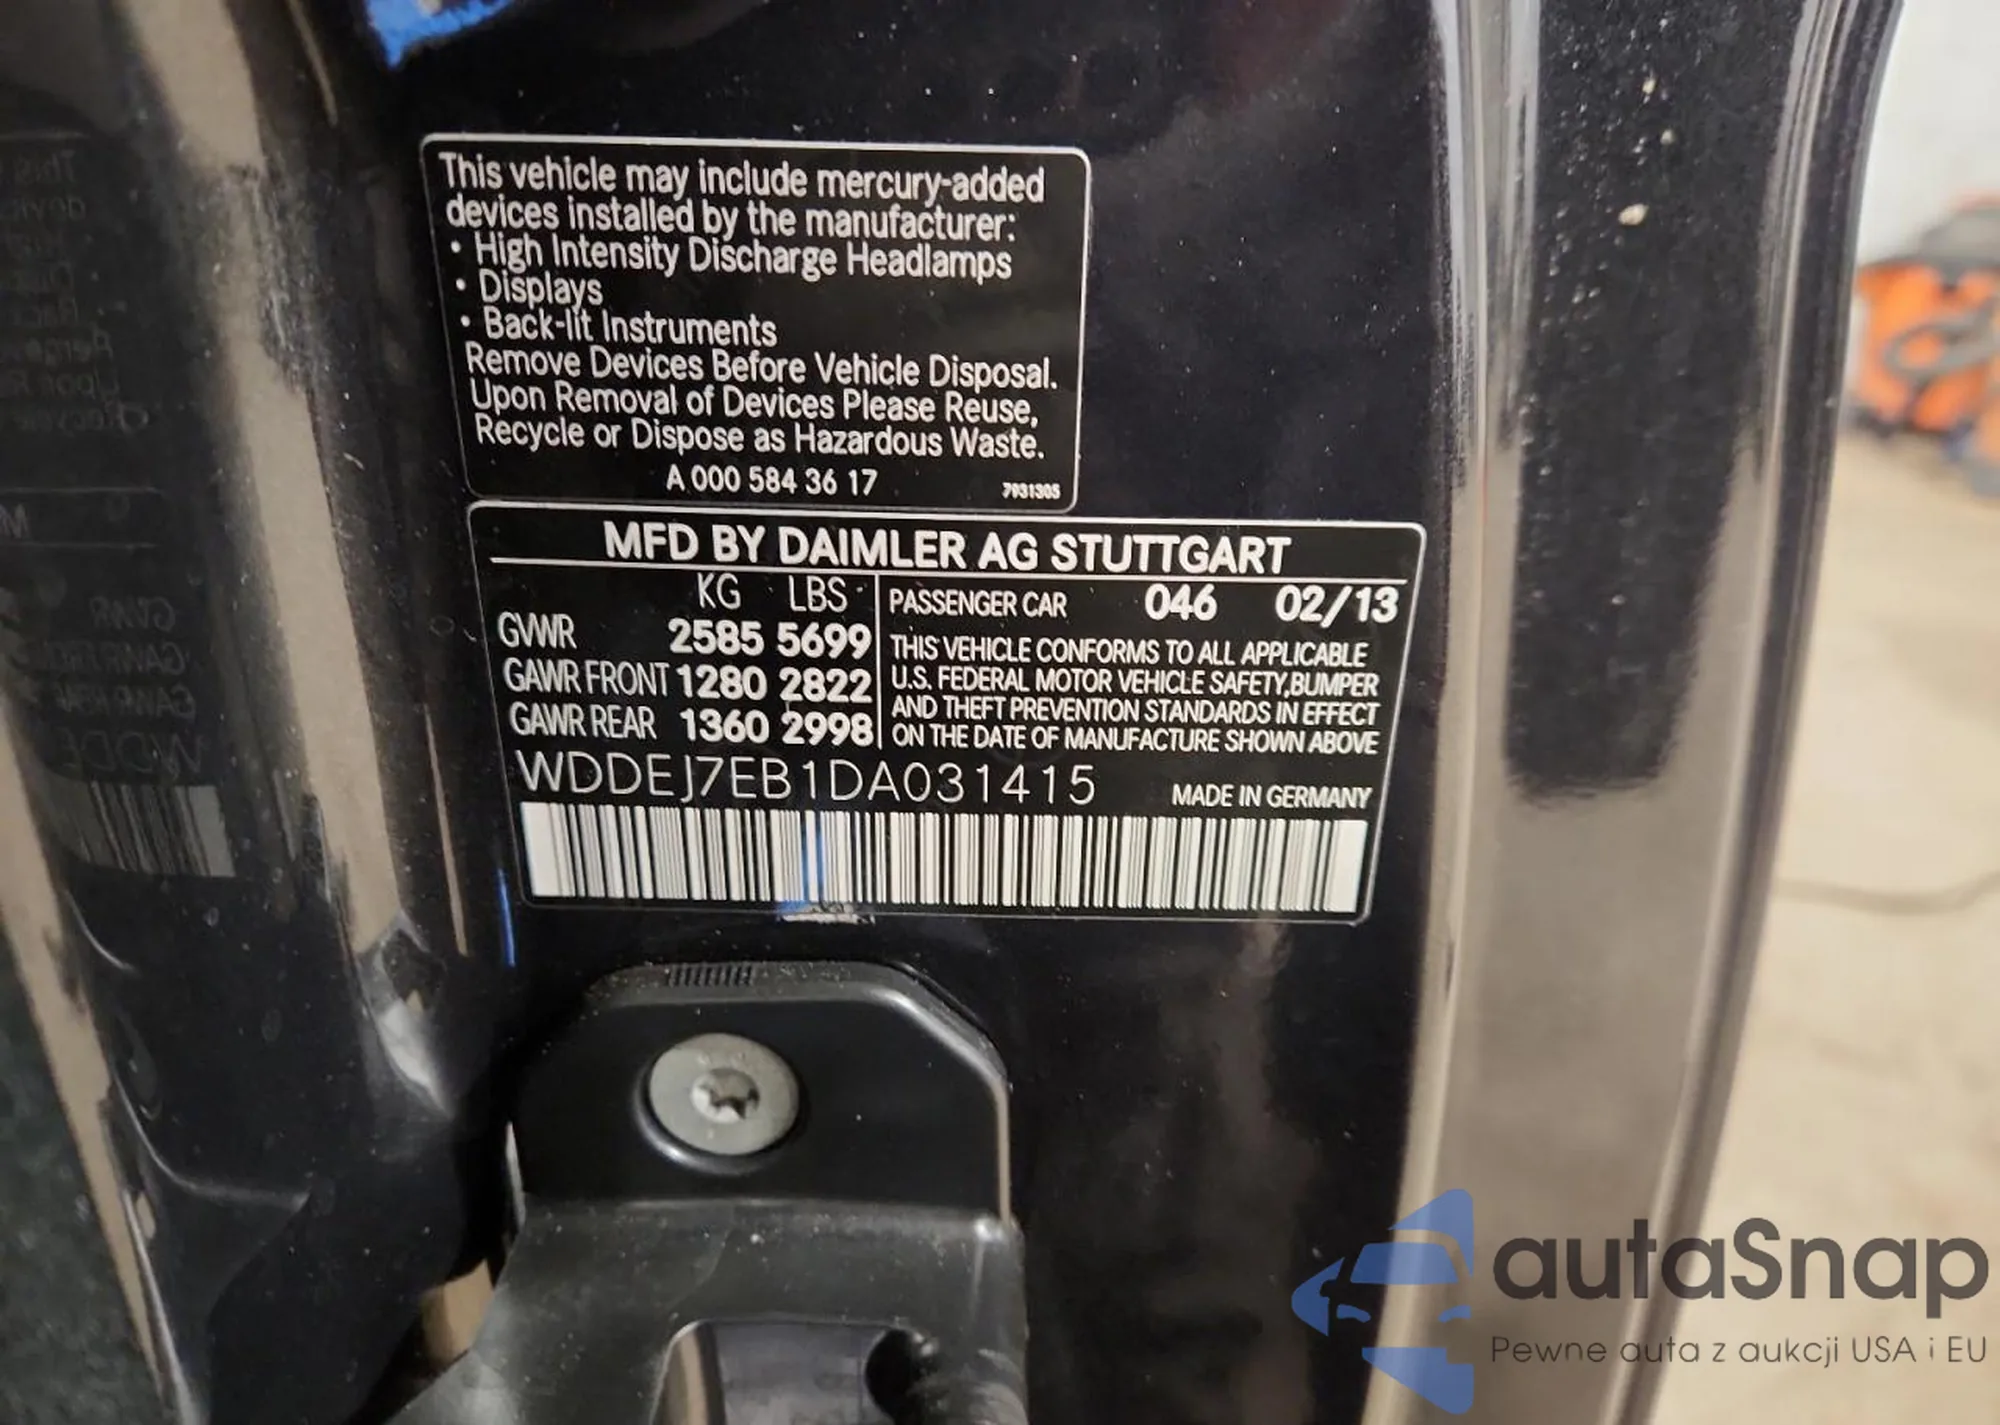 This vehicle may include mercury-added
devices installed by the manufacturer:
• High Intensity Discharge Headlamps
• Displays
• Back-lit Instruments
Remove Devices Before Vehicle Disposal.
Upon Removal of Devices Please Reuse,
Recycle or Dispose as Hazardous Waste.
A 000 584 36 17 7931305
MFD BY DAIMLER AG STUTTGART
KG LBS
GVWR 2585 5699
GAWR FRONT 1280 2822
GAWR REAR 1360 2998
PASSENGER CAR 046 02/13
THIS VEHICLE CONFORMS TO ALL APPLICABLE
U.S. FEDERAL MOTOR VEHICLE SAFETY,BUMPER
AND THEFT PREVENTION STANDARDS IN EFFECT
ON THE DATE OF MANUFACTURE SHOWN ABOVE
WDDEJ7EB1DA031415 MADE IN GERMANY
autaSnap
Pewne auta z aukcji USA i EU